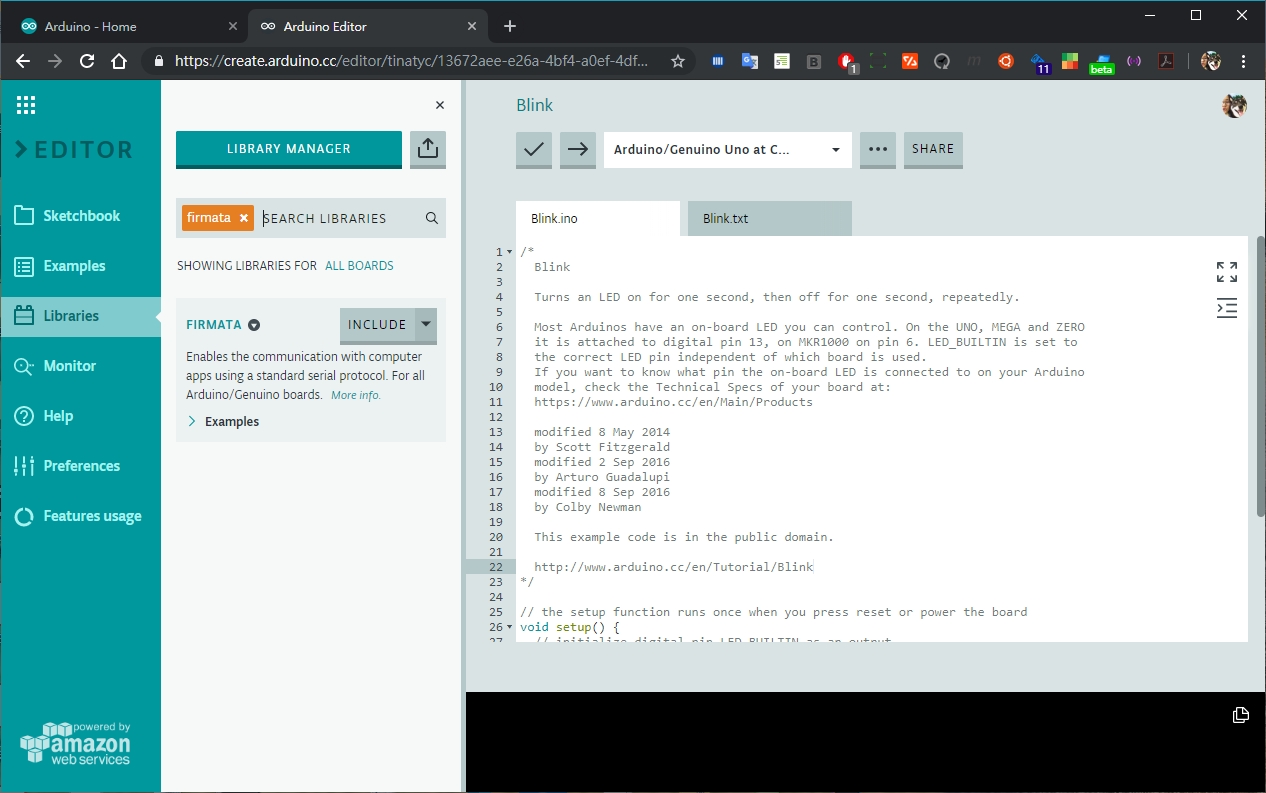 Arduino - Home
Arduino Editor
https://create.arduino.cc/editor/tinatyc/13672aee-e26a-4bf4-a0ef-4df...
1
11
beta
EDITOR
Sketchbook
Examples
Libraries
Monitor
Help
Preferences
Features usage
powered by
amazon
web services
LIBRARY MANAGER
firmata × SEARCH LIBRARIES
SHOWING LIBRARIES FOR ALL BOARDS
FIRMATA
INCLUDE
Enables the communication with computer
apps using a standard serial protocol. For all
Arduino/Genuino boards. More info.
Examples
Blink
Arduino/Genuino Uno at C...
SHARE
Blink.ino
Blink.txt
1 /*
2 Blink
3
4 Turns an LED on for one second, then off for one second, repeatedly.
5
6 Most Arduinos have an on-board LED you can control. On the UNO, MEGA and ZERO
7 it is attached to digital pin 13, on MKR1000 on pin 6. LED_BUILTIN is set to
8 the correct LED pin independent of which board is used.
9 If you want to know what pin the on-board LED is connected to on your Arduino
10 model, check the Technical Specs of your board at:
11 https://www.arduino.cc/en/Main/Products
12
13 modified 8 May 2014
14 by Scott Fitzgerald
15 modified 2 Sep 2016
16 by Arturo Guadalupi
17 modified 8 Sep 2016
18 by Colby Newman
19
20 This example code is in the public domain.
21
22 http://www.arduino.cc/en/Tutorial/Blink
23 */
24
25 // the setup function runs once when you press reset or power the board
26 void setup() {
27 // initialize digital pin LED_BUILTIN as an output